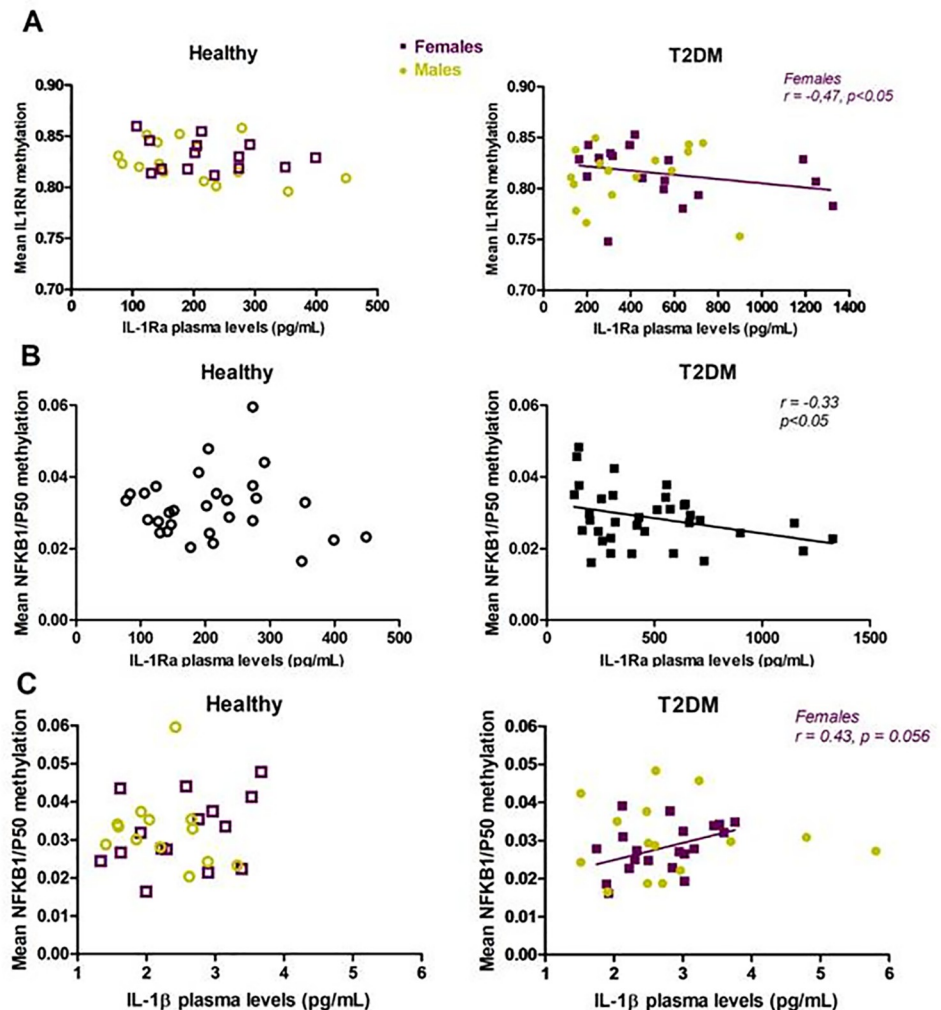 A
Healthy
Females
Males
T2DM
Females
r = -0,47, p<0.05
Mean IL1RN methylation
0.90
0.85
0.80
0.75
0.70
0
100
200
300
400
500
IL-1Ra plasma levels (pg/mL)
Mean IL1RN methylation
0.90
0.85
0.80
0.75
0.70
0
200
400
600
800
1000
1200
1400
IL-1Ra plasma levels (pg/mL)
B
Healthy
T2DM
r = -0.33
p<0.05
Mean NFKB1/P50 methylation
0.06
0.04
0.02
0.00
0
100
200
300
400
500
IL-1Ra plasma levels (pg/mL)
Mean NFKB1/P50 methylation
0.06
0.04
0.02
0.00
0
500
1000
1500
IL-1Ra plasma levels (pg/mL)
C
Healthy
T2DM
Females
r = 0.43, p = 0.056
Mean NFKB1/P50 methylation
0.06
0.05
0.04
0.03
0.02
0.01
0.00
1
2
3
4
5
6
IL-1β plasma levels (pg/mL)
Mean NFKB1/P50 methylation
0.06
0.05
0.04
0.03
0.02
0.01
0.00
1
2
3
4
5
6
IL-1β plasma levels (pg/mL)